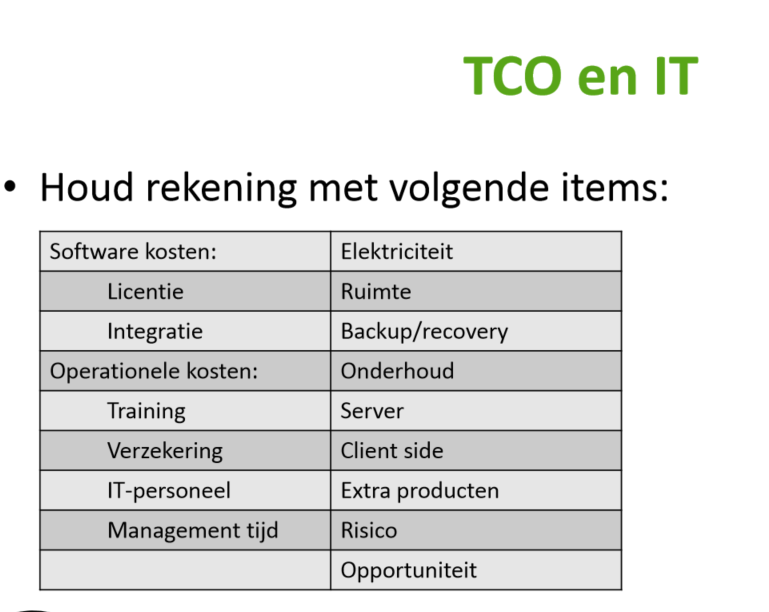 TCO en IT
• Houd rekening met volgende items:
Software kosten: Elektriciteit
Licentie Ruimte
Integratie Backup/recovery
Operationele kosten: Onderhoud
Training Server
Verzekering Client side
IT-personeel Extra producten
Management tijd Risico
Opportuniteit